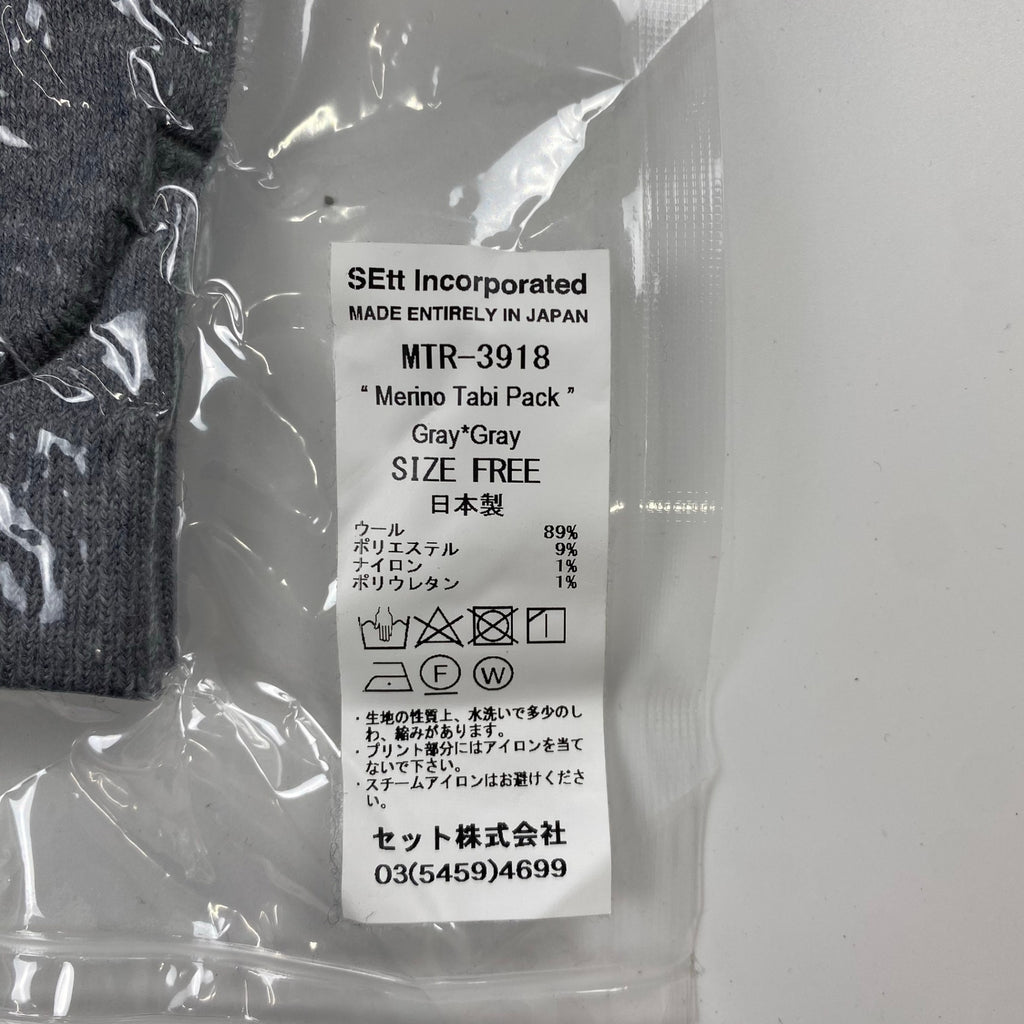 SEtt Incorporated
MADE ENTIRELY IN JAPAN
MTR-3918
“ Merino Tabi Pack ”
Gray*Gray
SIZE FREE
日本製
ウール 89%
ポリエステル 9%
ナイロン 1%
ポリウレタン 1%
F W
・生地の性質上、水洗いで多少のし
わ、縮みがあります。
・プリント部分にはアイロンを当て
ないで下さい。
・スチームアイロンはお避けくださ
い。
セット株式会社
03(5459)4699